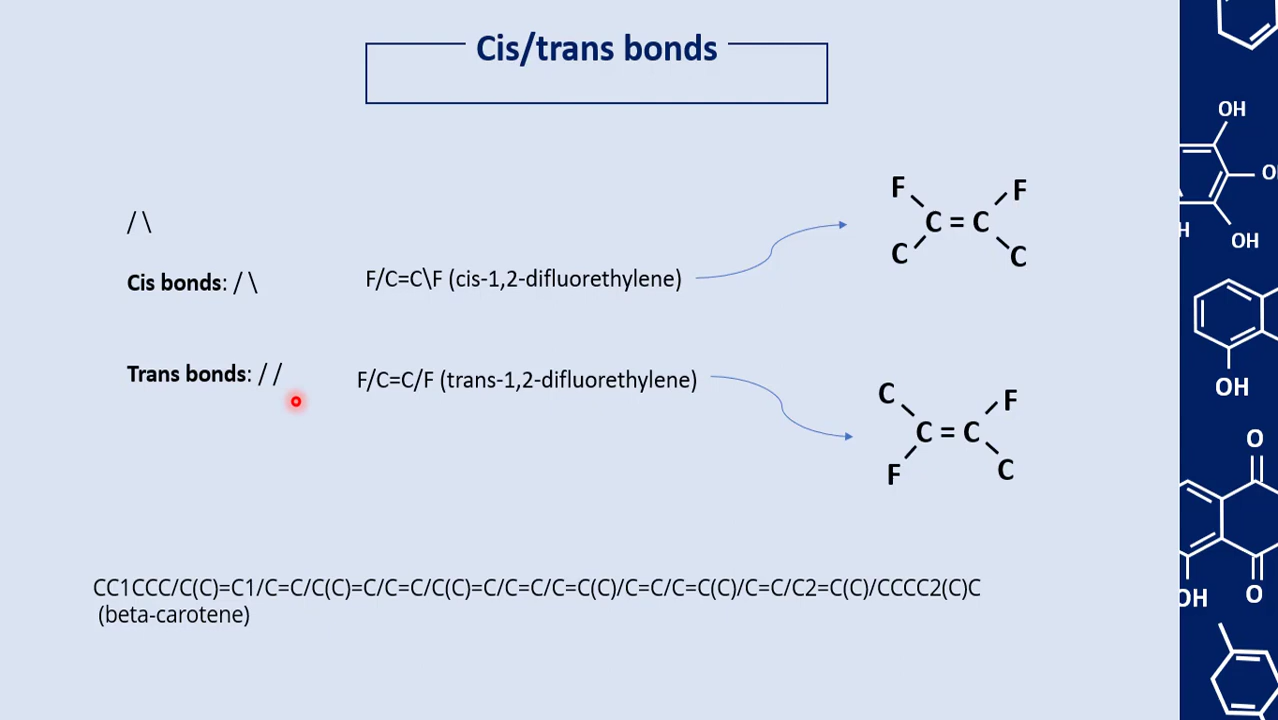 Cis/trans bonds
/ \
Cis bonds: / \
F/C=C\F (cis-1,2-difluorethylene)
F F
C = C
C C
Trans bonds: / /
F/C=C/F (trans-1,2-difluorethylene)
C F
C = C
F C
CC1CCC/C(C)=C1/C=C/C(C)=C/C=C/C(C)=C/C=C/C=C(C)/C=C/C=C(C)/C=C/C2=C(C)/CCCC2(C)C
(beta-carotene)
OH
OH
OH
OH
O
OH
O